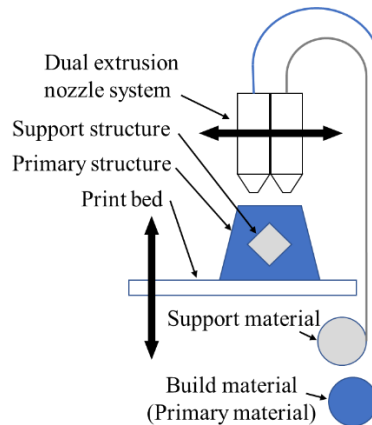 Dual extrusion
nozzle system
Support structure
Primary structure
Print bed
Support material
Build material
(Primary material)